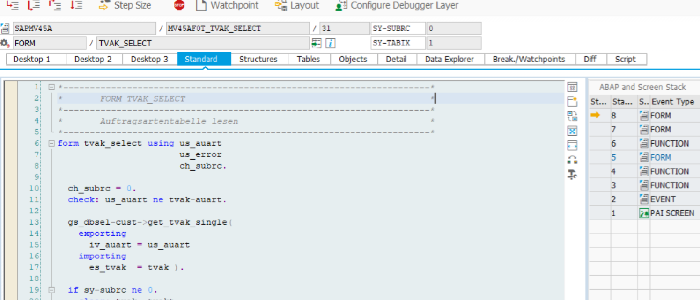 Step Size Watchpoint Layout Configure Debugger Layer
SAPMV45A / MV45AF0T_TVAK_SELECT / 31 SY-SUBRC 0
FORM / TVAK_SELECT SY-TABIX 1
Desktop 1 Desktop 2 Desktop 3 Standard Structures Tables Objects Detail Data Explorer Break./Watchpoints Diff Script
ABAP and Screen Stack
St... Sta... S.. Event Type
8 FORM
7 FORM
6 FUNCTION
5 FORM
4 FUNCTION
3 FUNCTION
2 EVENT
1 PAI SCREEN
1 *----------------------------------------------------------------------*
2 * FORM TVAK_SELECT *
3 *----------------------------------------------------------------------*
4 * Auftragsartentabelle lesen *
5 *----------------------------------------------------------------------*
6 form tvak_select using us_auart
7 us_error
8 ch_subrc.
9
10 ch_subrc = 0.
11 check: us_auart ne tvak-auart.
12
13 gs_dbsel-cust->get_tvak_single(
14 exporting
15 iv_auart = us_auart
16 importing
17 es_tvak = tvak ).
18
19 if sy-subrc ne 0.